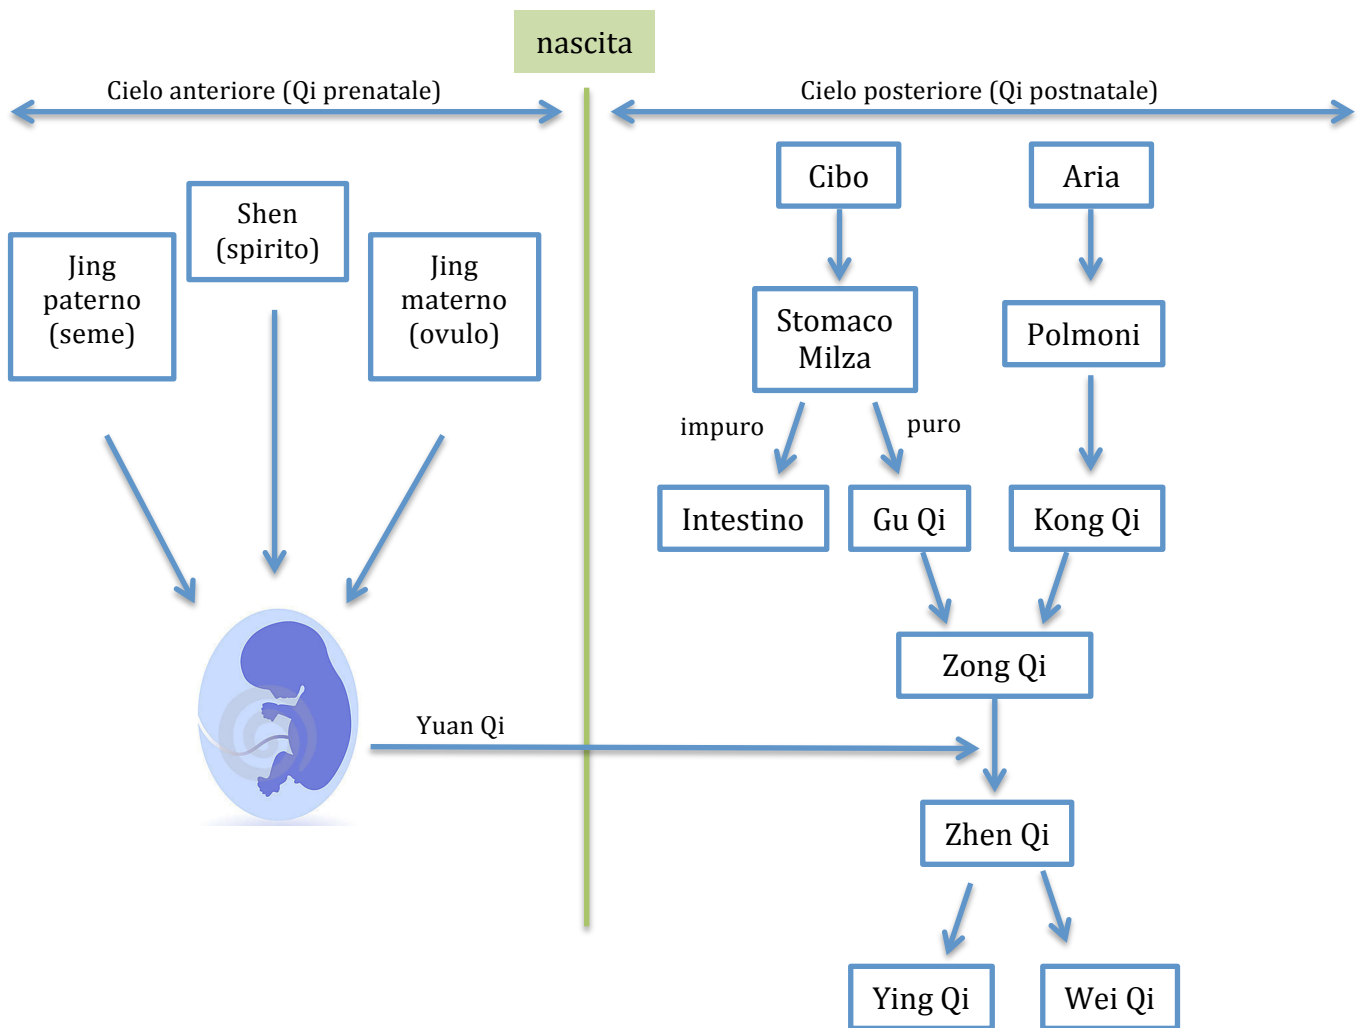 nascita
Cielo anteriore (Qi prenatale)
Cielo posteriore (Qi postnatale)
Shen
(spirito)
Jing
paterno
(seme)
Jing
materno
(ovulo)
Yuan Qi
Cibo
Aria
Stomaco
Milza
Polmoni
impuro
puro
Intestino
Gu Qi
Kong Qi
Zong Qi
Zhen Qi
Ying Qi
Wei Qi